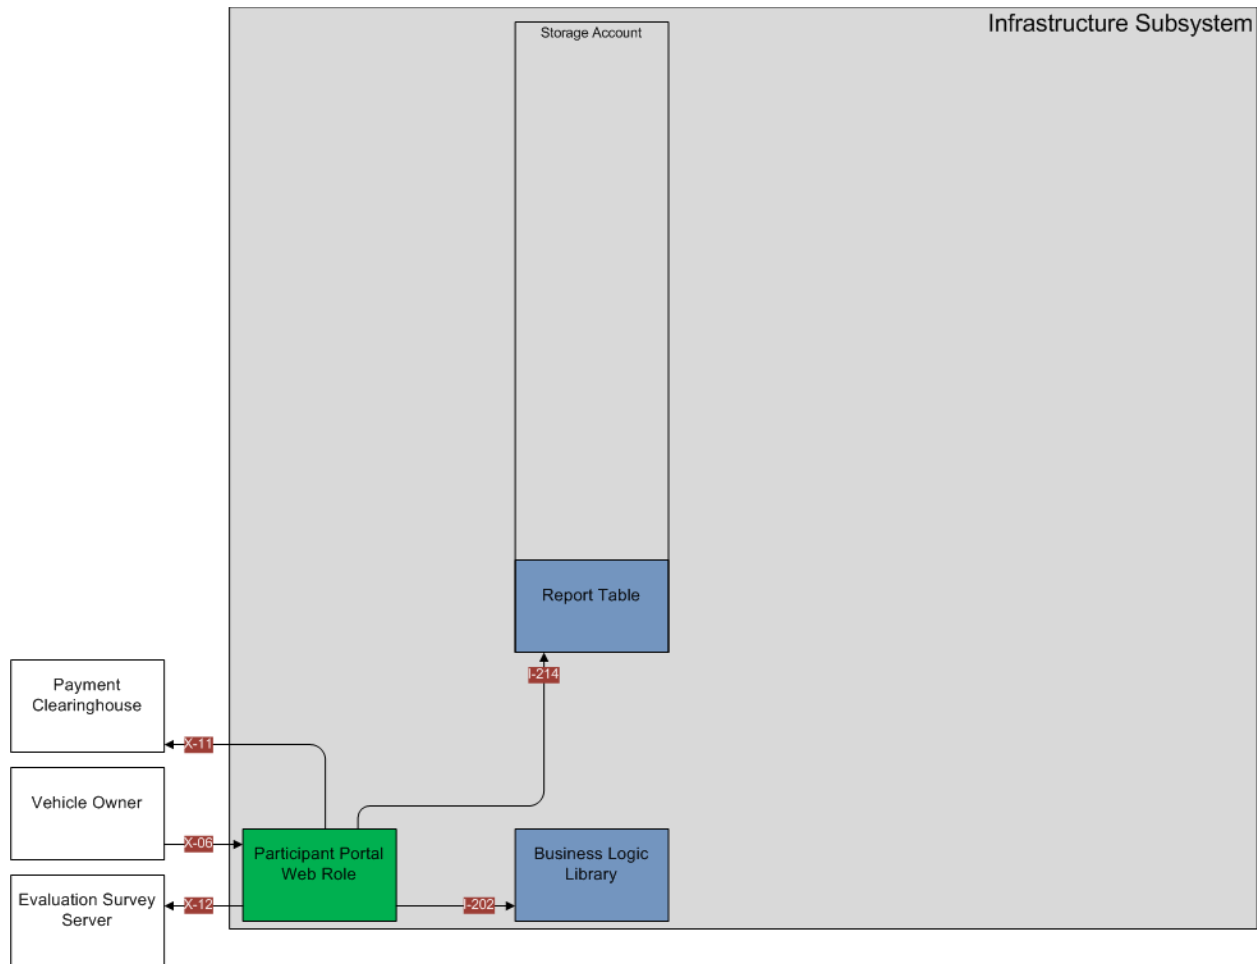 Infrastructure Subsystem
Storage Account
Report Table
I-214
Payment
Clearinghouse
X-11
Vehicle Owner
X-06
Participant Portal
Web Role
Business Logic
Library
Evaluation Survey
Server
X-12
I-202